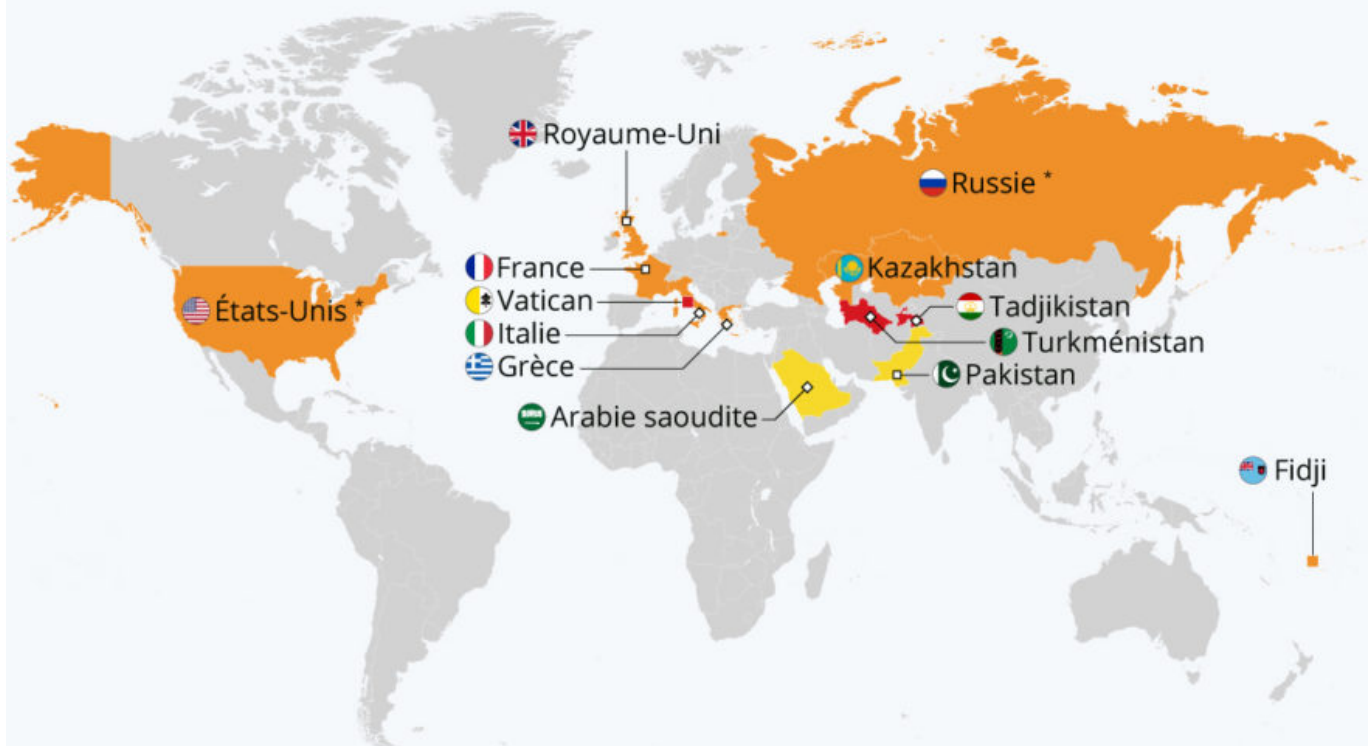 Royaume-Uni
Russie *
France
Kazakhstan
Vatican
États-Unis *
Tadjikistan
Italie
Turkménistan
Grèce
Pakistan
Arabie saoudite
Fidji